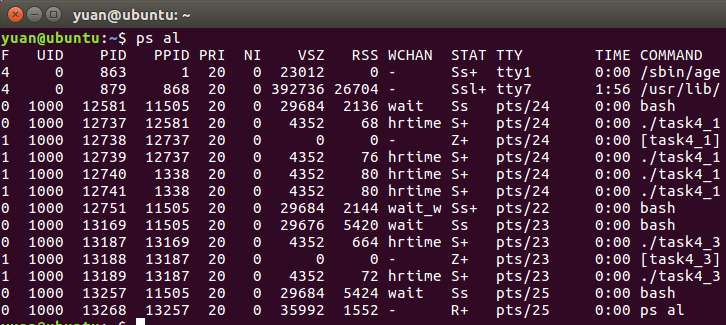 yuan@ubuntu: ~
yuan@ubuntu:~$ ps al
F   UID   PID  PPID PRI  NI    VSZ   RSS WCHAN  STAT TTY        TIME COMMAND
4     0   863     1  20   0  23012     0 -      Ss+  tty1       0:00 /sbin/age
4     0   879   868  20   0 392736 26704 -      Ssl+ tty7       1:56 /usr/lib/
0  1000 12581 11505  20   0  29684  2136 wait   Ss   pts/24     0:00 bash
0  1000 12737 12581  20   0   4352    68 hrtime S+   pts/24     0:00 ./task4_1
1  1000 12738 12737  20   0      0     0 -      Z+   pts/24     0:00 [task4_1]
1  1000 12739 12737  20   0   4352    76 hrtime S+   pts/24     0:00 ./task4_1
1  1000 12740  1338  20   0   4352    80 hrtime S+   pts/24     0:00 ./task4_1
1  1000 12741  1338  20   0   4352    80 hrtime S+   pts/24     0:00 ./task4_1
0  1000 12751 11505  20   0  29684  2144 wait_w Ss+  pts/22     0:00 bash
0  1000 13169 11505  20   0  29676  5420 wait   Ss   pts/23     0:00 bash
0  1000 13187 13169  20   0   4352   664 hrtime S+   pts/23     0:00 ./task4_3
1  1000 13188 13187  20   0      0     0 -      Z+   pts/23     0:00 [task4_3]
1  1000 13189 13187  20   0   4352    72 hrtime S+   pts/23     0:00 ./task4_3
0  1000 13257 11505  20   0  29684  5424 wait   Ss   pts/25     0:00 bash
0  1000 13268 13257  20   0  35992  1552 -      R+   pts/25     0:00 ps al
yuan@ubuntu:~$